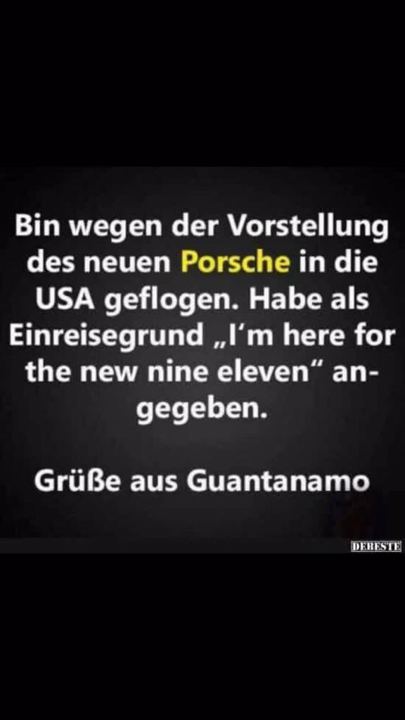 Bin wegen der Vorstellung
des neuen Porsche in die
USA geflogen. Habe als
Einreisegrund „I'm here for
the new nine eleven“ an-
gegeben.
Grüße aus Guantanamo
DEBESTE